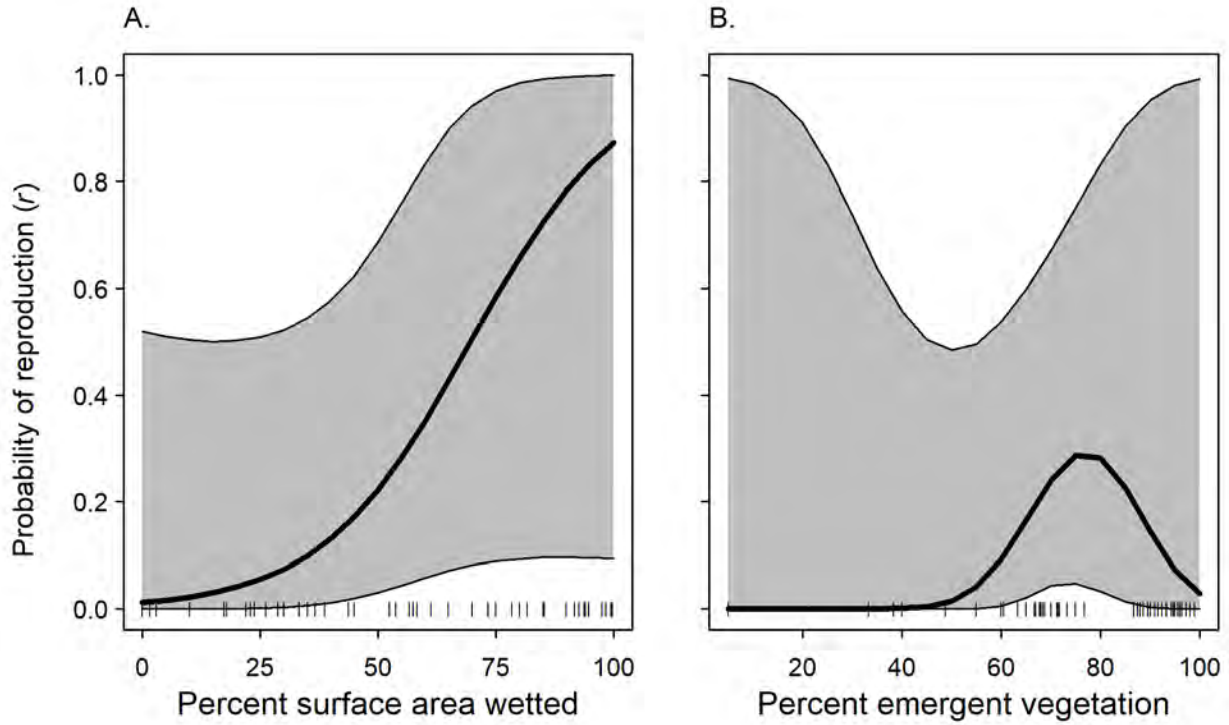 A.
B.
Probability of reproduction (r)
1.0
0.8
0.6
0.4
0.2
0.0
0 25 50 75 100
20 40 60 80 100
Percent surface area wetted
Percent emergent vegetation